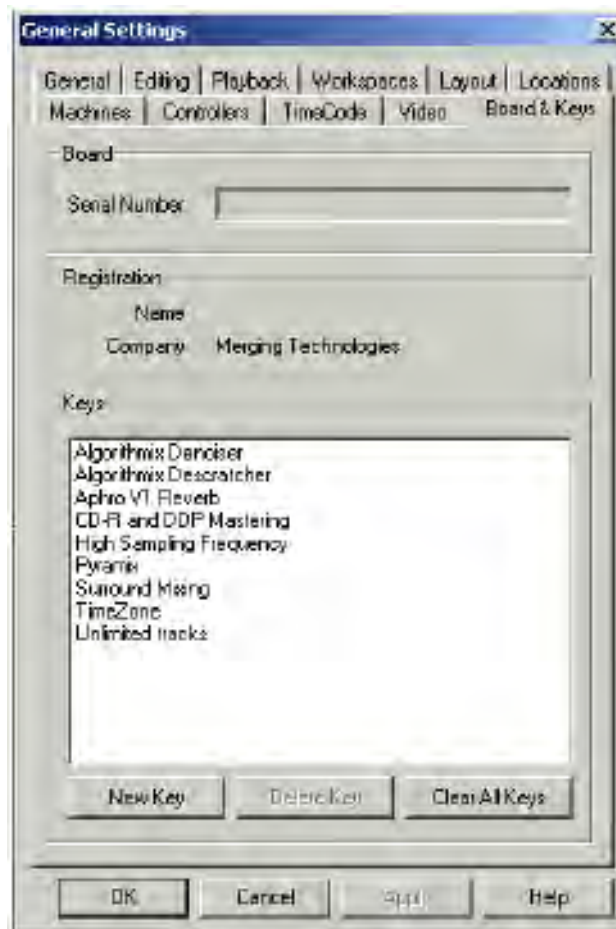 General Settings
General Editing Playback Workspaces Layout Locations
Machines Controllers TimeCode Video Board & Keys
Board
Serial Number
Registration
Name
Company Merging Technologies
Keys
Algorithmix Denoiser
Algorithmix Descratcher
Aphro V1 Reverb
CD-R and DDP Mastering
High Sampling Frequency
Pyramix
Surround Mixing
TimeZone
Unlimited tracks
New Key Delete Key Clear All Keys
OK Cancel Apply Help